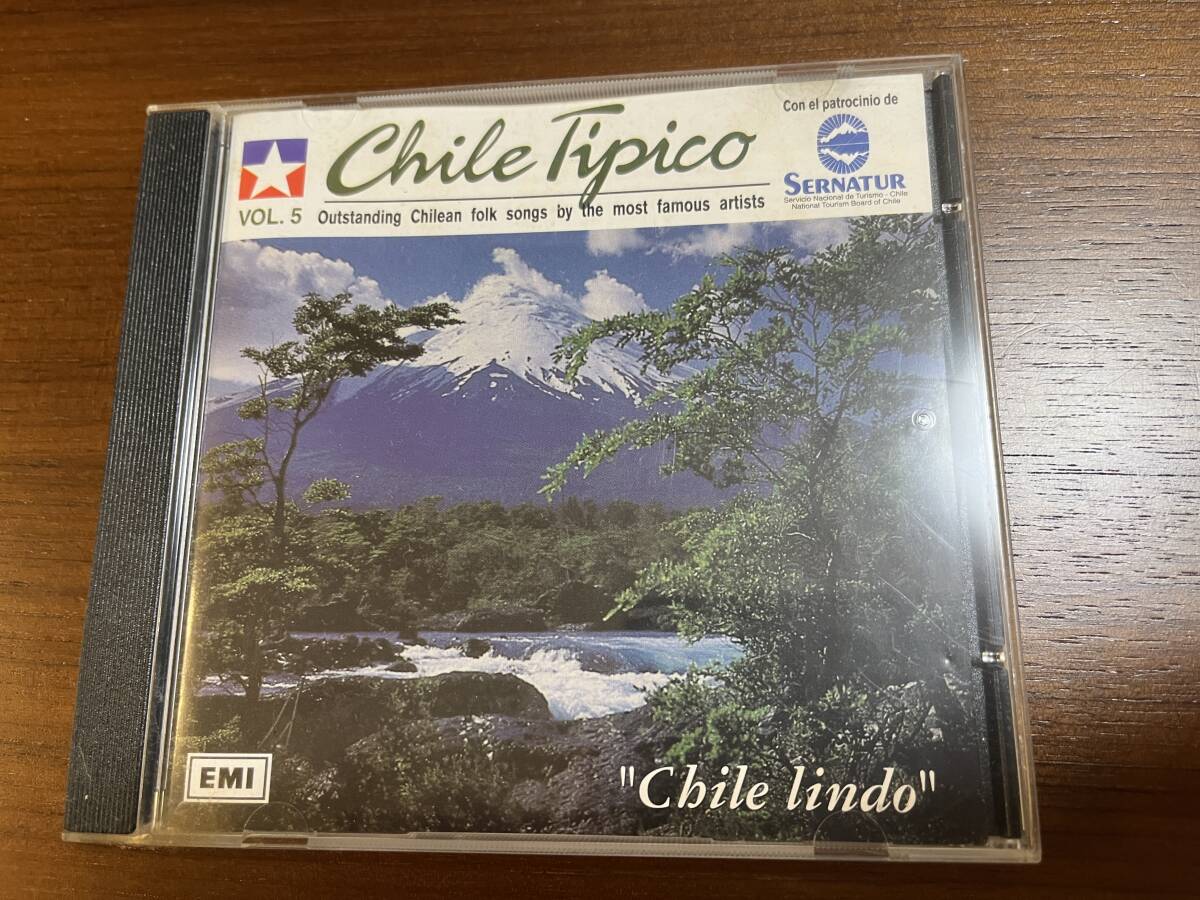 Chile Típico
Con el patrocinio de
SERNATUR
Servicio Nacional de Turismo - Chile
National Tourism Board of Chile
VOL. 5
Outstanding Chilean folk songs by the most famous artists
EMI
"Chile lindo"